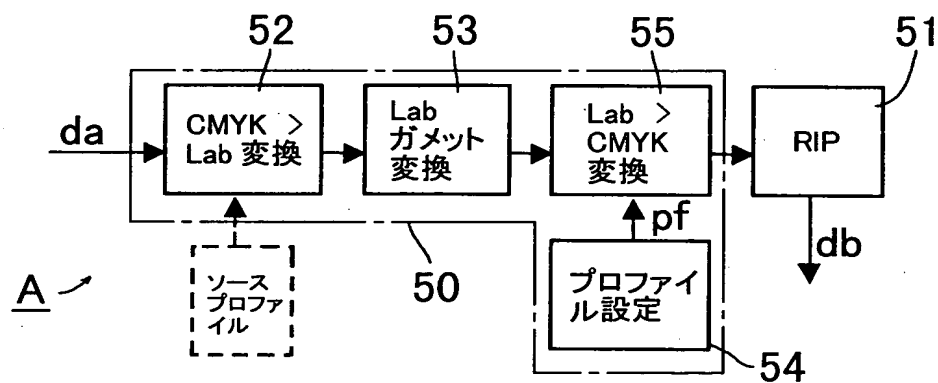 52
53
55
51
da
CMYK >
Lab 変換
Lab
ガメット
変換
Lab >
CMYK
変換
RIP
pf
db
A
ソース
プロファ
イル
50
プロファイ
ル設定
54